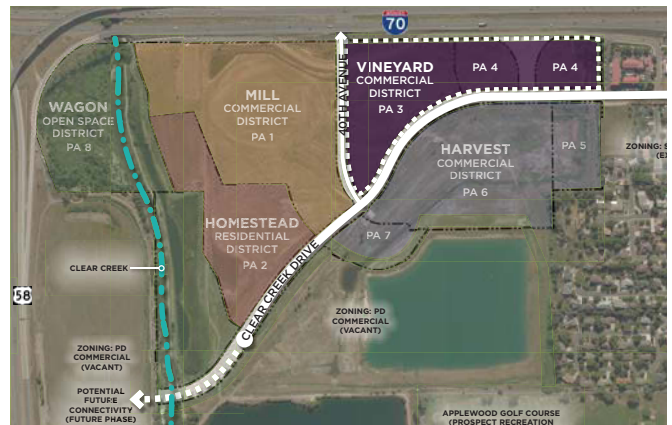 70
40TH AVENUE
VINEYARD
COMMERCIAL
DISTRICT
PA 3
PA 4
PA 4
WAGON
OPEN SPACE
DISTRICT
PA 8
MILL
COMMERCIAL
DISTRICT
PA 1
HARVEST
COMMERCIAL
DISTRICT
PA 6
PA 5
ZONING: S
(EX
HOMESTEAD
RESIDENTIAL
DISTRICT
PA 2
PA 7
CLEAR CREEK DRIVE
CLEAR CREEK
58
ZONING: PD
COMMERCIAL
(VACANT)
ZONING: PD
COMMERCIAL
(VACANT)
POTENTIAL
FUTURE
CONNECTIVITY
(FUTURE PHASE)
APPLEWOOD GOLF COURSE
(PROSPECT RECREATION